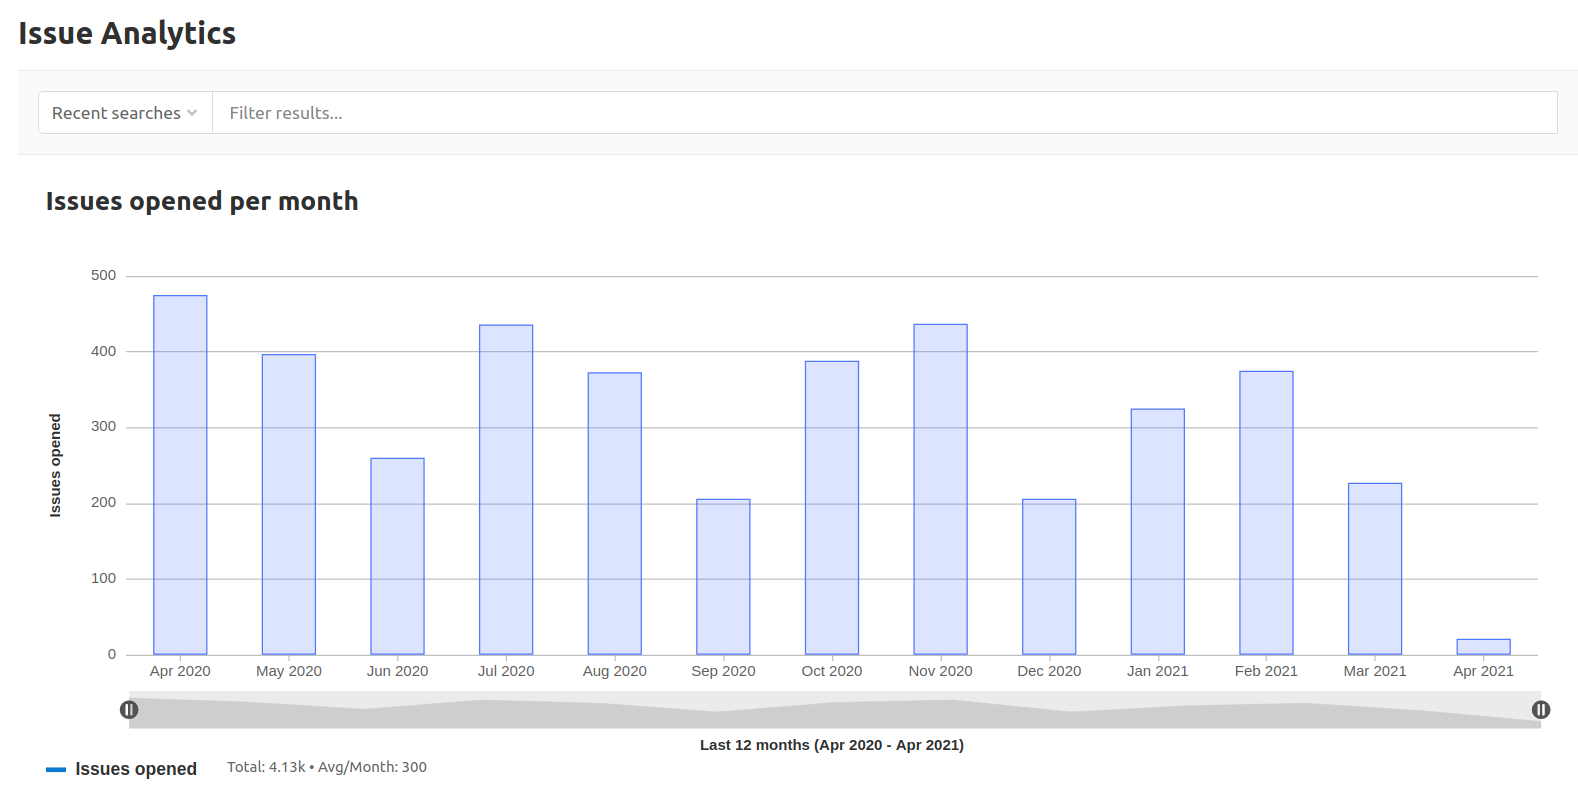 Issue Analytics
Recent searches Filter results...
Issues opened per month
500
400
300
200
100
0
Issues opened
Apr 2020 May 2020 Jun 2020 Jul 2020 Aug 2020 Sep 2020 Oct 2020 Nov 2020 Dec 2020 Jan 2021 Feb 2021 Mar 2021 Apr 2021
Last 12 months (Apr 2020 - Apr 2021)
Issues opened Total: 4.13k • Avg/Month: 300